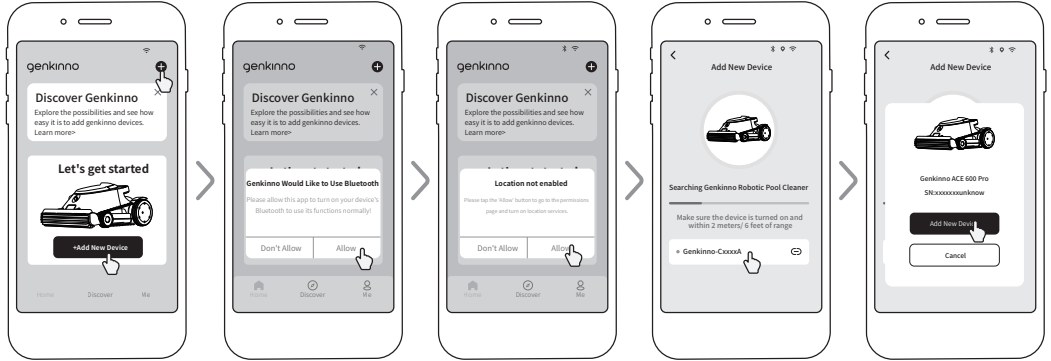 genkinno
Discover Genkinno
Explore the possibilities and see how
easy it is to add genkinno devices.
Learn more>
Let's get started
+Add New Device
Home Discover Me
genkinno
Discover Genkinno
Explore the possibilities and see how
easy it is to add genkinno devices.
Learn more>
Genkinno Would Like to Use Bluetooth
Please allow this app to turn on your device's
Bluetooth to use its functions normally!
Don't Allow Allow
Home Discover Me
genkinno
Discover Genkinno
Explore the possibilities and see how
easy it is to add genkinno devices.
Learn more>
Location not enabled
Please tap the 'Allow' button to go to the permissions
page and turn on location services.
Don't Allow Allow
Home Discover Me
Add New Device
Searching Genkinno Robotic Pool Cleaner
Make sure the device is turned on and
within 2 meters/ 6 feet of range
+ Genkinno-CxxxxA
Add New Device
Genkinno ACE 600 Pro
SN:xxxxxxxunknow
Add New Device
Cancel